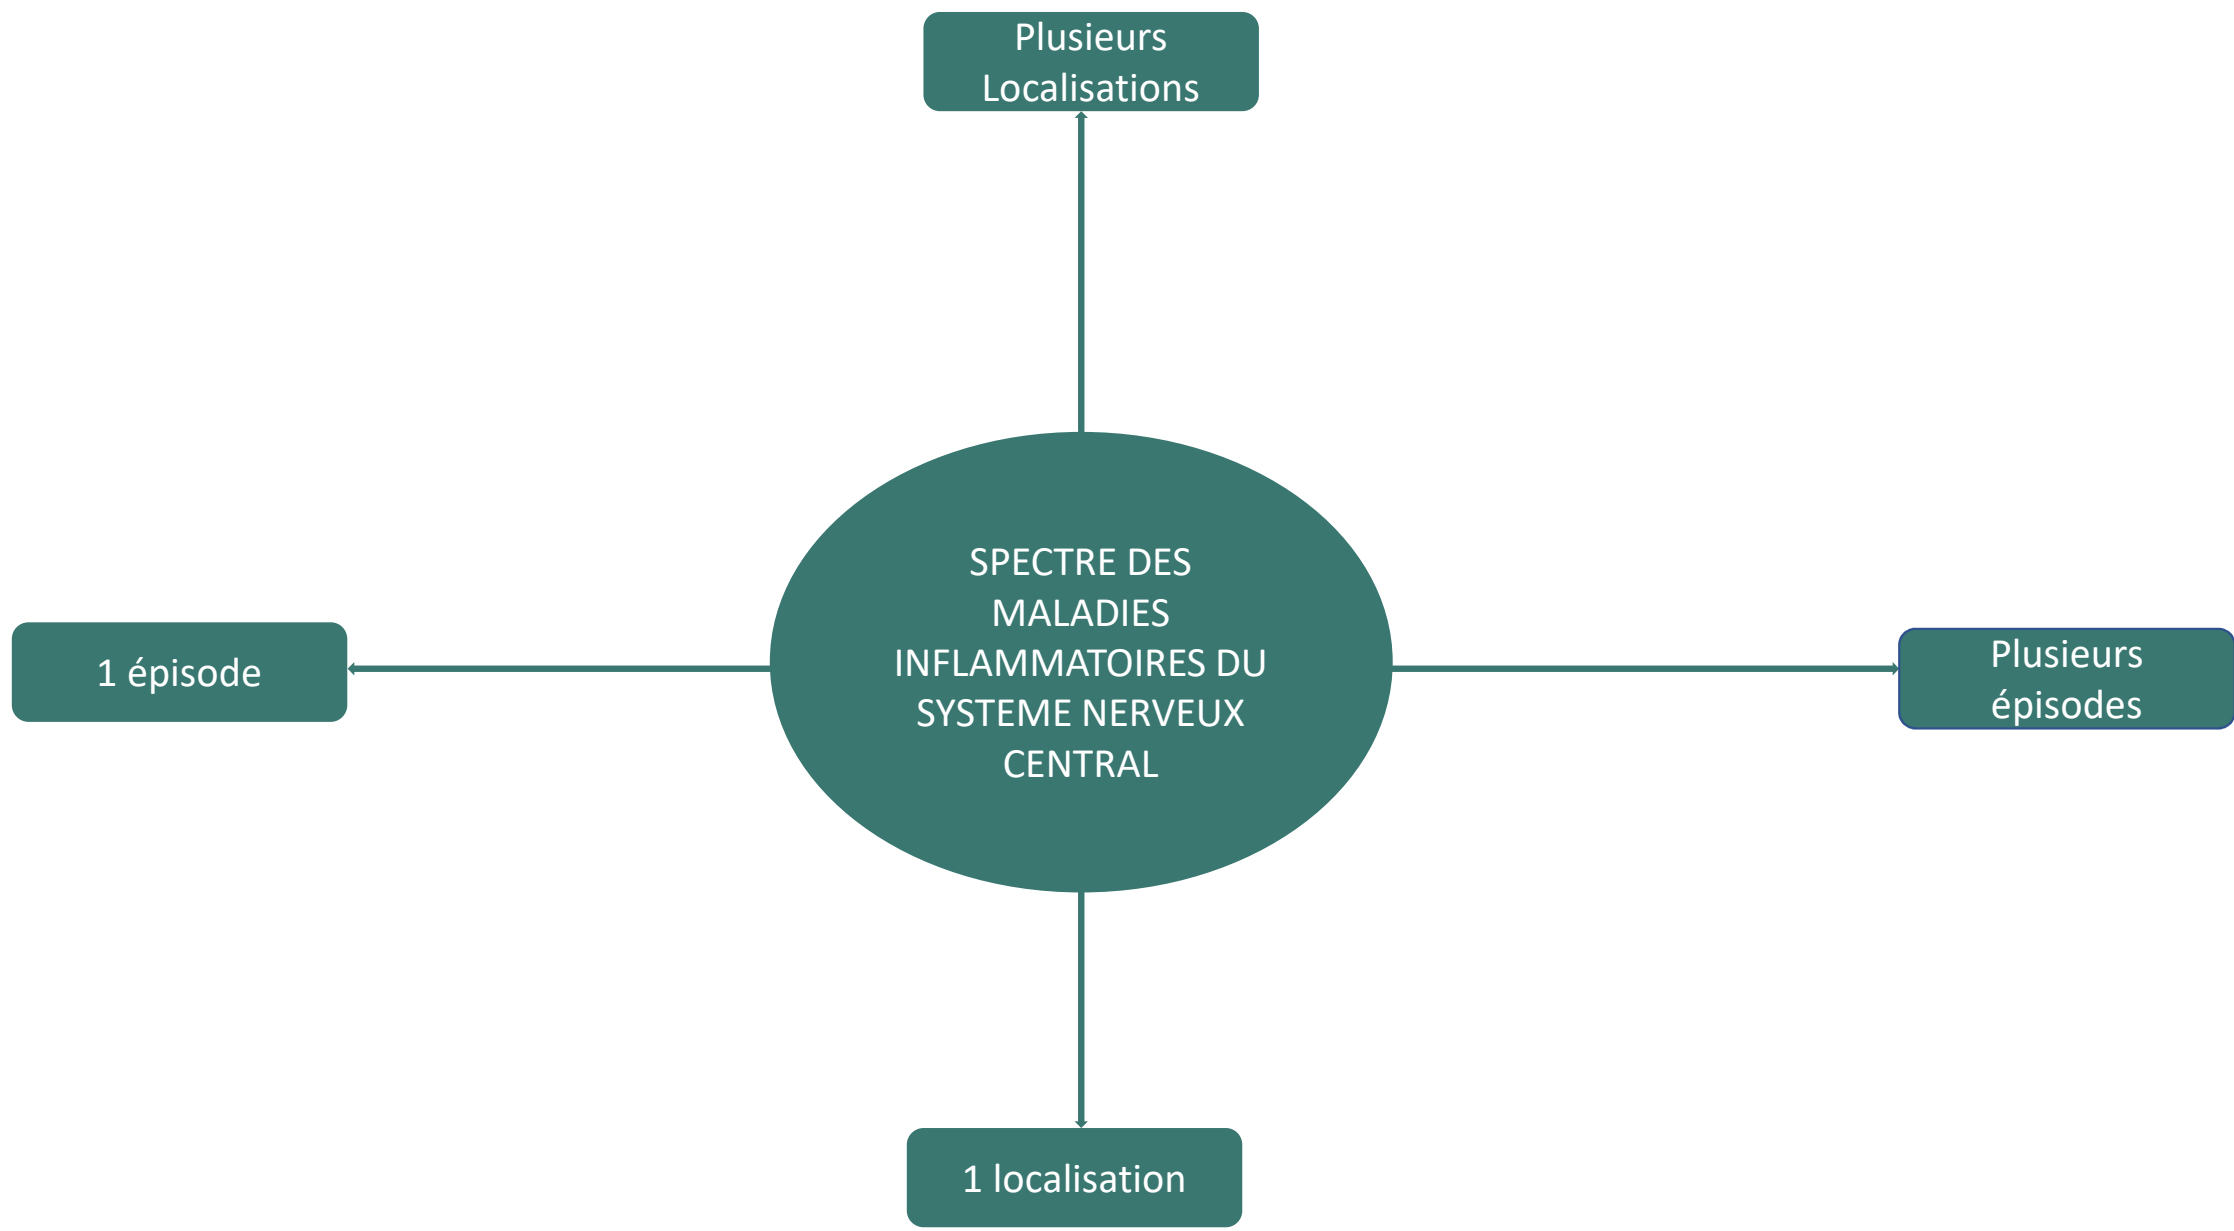 Plusieurs
Localisations
SPECTRE DES
MALADIES
INFLAMMATOIRES DU
SYSTEME NERVEUX
CENTRAL
1 épisode
Plusieurs
épisodes
1 localisation